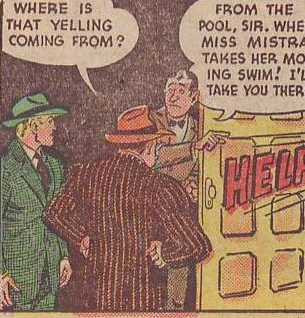 WHERE IS
THAT YELLING
COMING FROM?
FROM THE
POOL, SIR. WHE
MISS MISTRA
TAKES HER MO
ING SWIM! I'L
TAKE YOU THER
HELP